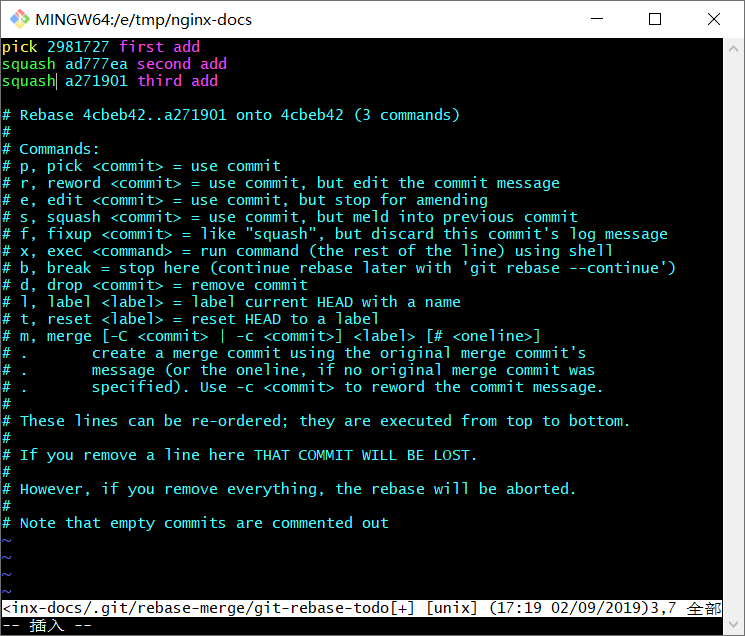 MINGW64:/e/tmp/nginx-docs
pick 2981727 first add
squash ad777ea second add
squash a271901 third add
# Rebase 4cbeb42..a271901 onto 4cbeb42 (3 commands)
#
# Commands:
# p, pick <commit> = use commit
# r, reword <commit> = use commit, but edit the commit message
# e, edit <commit> = use commit, but stop for amending
# s, squash <commit> = use commit, but meld into previous commit
# f, fixup <commit> = like "squash", but discard this commit's log message
# x, exec <command> = run command (the rest of the line) using shell
# b, break = stop here (continue rebase later with 'git rebase --continue')
# d, drop <commit> = remove commit
# l, label <label> = label current HEAD with a name
# t, reset <label> = reset HEAD to a label
# m, merge [-C <commit> | -c <commit>] <label> [# <oneline>]
# .       create a merge commit using the original merge commit's
# .       message (or the oneline, if no original merge commit was
# .       specified). Use -c <commit> to reword the commit message.
#
# These lines can be re-ordered; they are executed from top to bottom.
#
# If you remove a line here THAT COMMIT WILL BE LOST.
#
# However, if you remove everything, the rebase will be aborted.
#
# Note that empty commits are commented out
~
~
~
~
<inx-docs/.git/rebase-merge/git-rebase-todo[+] [unix] (17:19 02/09/2019)3,7 全部
-- 插入 --